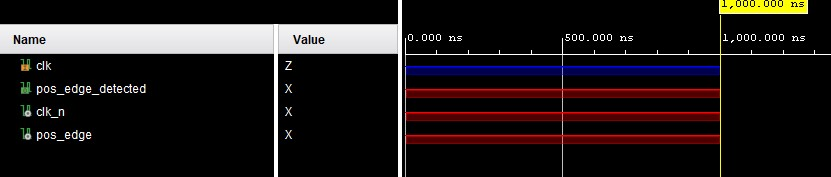 1,000.000 ns
Name Value
0.000 ns 500.000 ns 1,000.000 ns
clk Z
pos_edge_detected X
clk_n X
pos_edge X